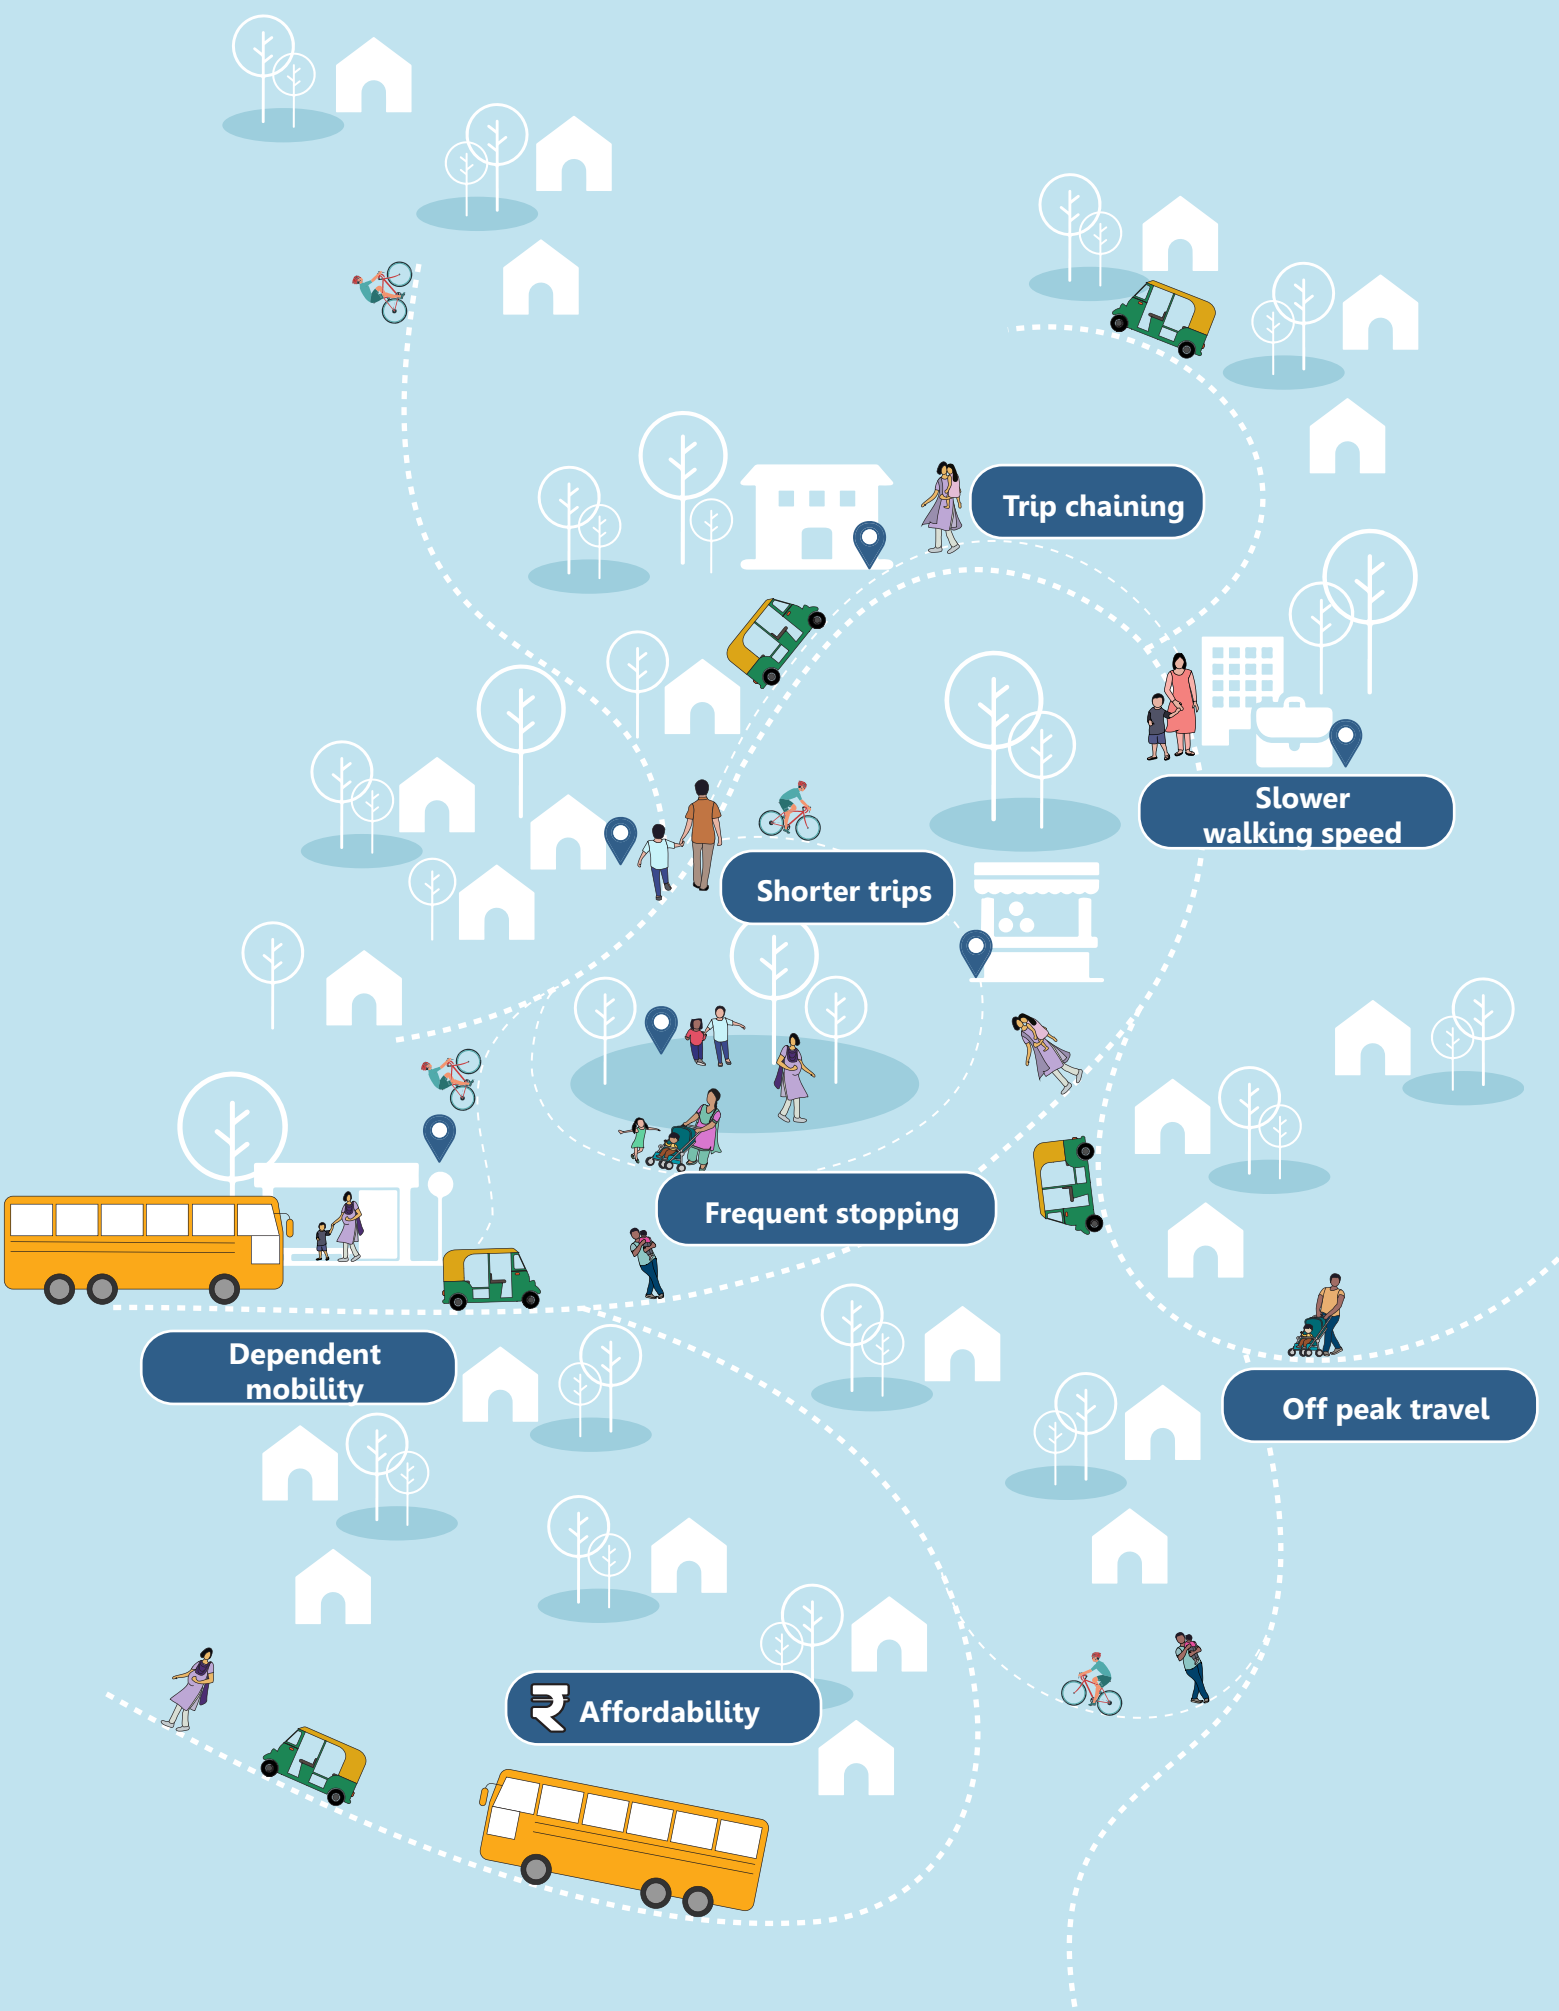 Trip chaining
Slower
walking speed
Shorter trips
Frequent stopping
Dependent
mobility
Off peak travel
₹ Affordability